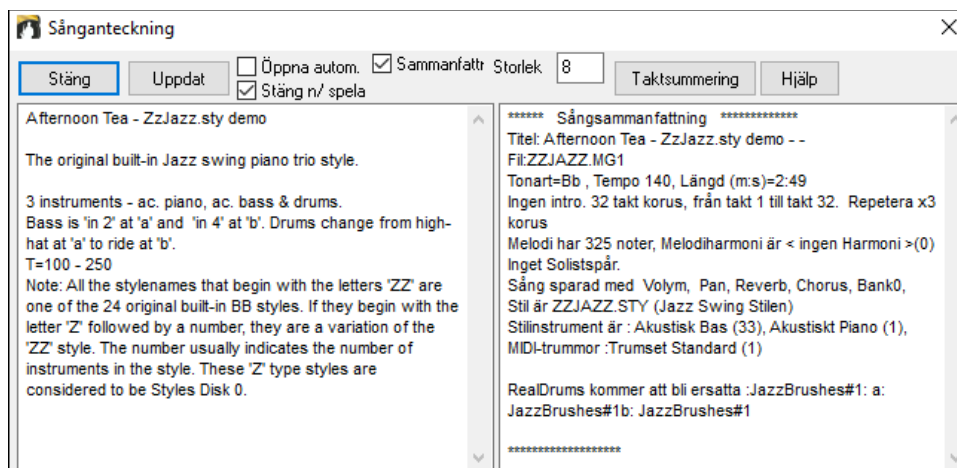 Sånganteckning
Stäng
Uppdat
Öppna autom.
Sammanfattr
Storlek
8
Taktsummering
Hjälp
Stäng n/ spela
Afternoon Tea - ZzJazz.sty demo
The original built-in Jazz swing piano trio style.
3 instruments - ac. piano, ac. bass & drums.
Bass is 'in 2' at 'a' and 'in 4' at 'b'. Drums change from high-
hat at 'a' to ride at 'b'.
T=100 - 250
Note: All the stylenames that begin with the letters 'ZZ' are
one of the 24 original built-in BB styles. If they begin with the
letter 'Z' followed by a number, they are a variation of the
'ZZ' style. The number usually indicates the number of
instruments in the style. These 'Z' type styles are
considered to be Styles Disk 0.
****** Sångsammanfattning *************
Titel: Afternoon Tea - ZzJazz.sty demo - -
Fil:ZZJAZZ.MG1
Tonart=Bb , Tempo 140, Längd (m:s)=2:49
Ingen intro. 32 takt korus, från takt 1 till takt 32. Repetera x3
korus
Melodi har 325 noter, Melodiharmoni är < ingen Harmoni >(0)
Inget Solistspår.
Sång sparad med Volym, Pan, Reverb, Chorus, Bank0,
Stil är ZZJAZZ.STY (Jazz Swing Stilen)
Stilinstrument är : Akustisk Bas (33), Akustiskt Piano (1),
MIDI-trummor :Trumset Standard (1)
RealDrums kommer att bli ersatta :JazzBrushes#1: a:
JazzBrushes#1b: JazzBrushes#1
*******************